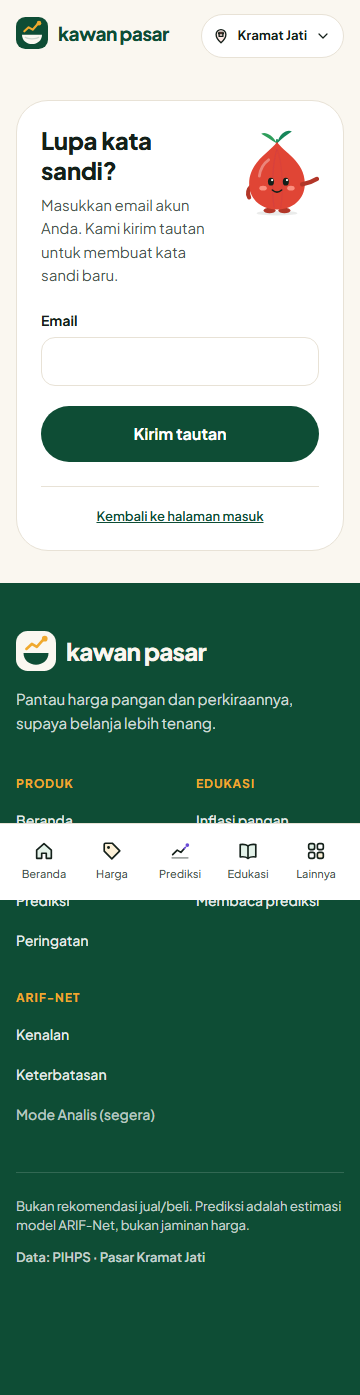 kawan pasar
Kramat Jati
Lupa kata
sandi?
Masukkan email akun
Anda. Kami kirim tautan
untuk membuat kata
sandi baru.
Email
Kirim tautan
Kembali ke halaman masuk
kawan pasar
Pantau harga pangan dan perkiraannya,
supaya belanja lebih tenang.
PRODUK
EDUKASI
Beranda
Inflasi pangan
Beranda
Harga
Prediksi
Edukasi
Lainnya
Prediksi
Membaca prediksi
Peringatan
ARIF-NET
Kenalan
Keterbatasan
Mode Analis (segera)
Bukan rekomendasi jual/beli. Prediksi adalah estimasi
model ARIF-Net, bukan jaminan harga.
Data: PIHPS · Pasar Kramat Jati